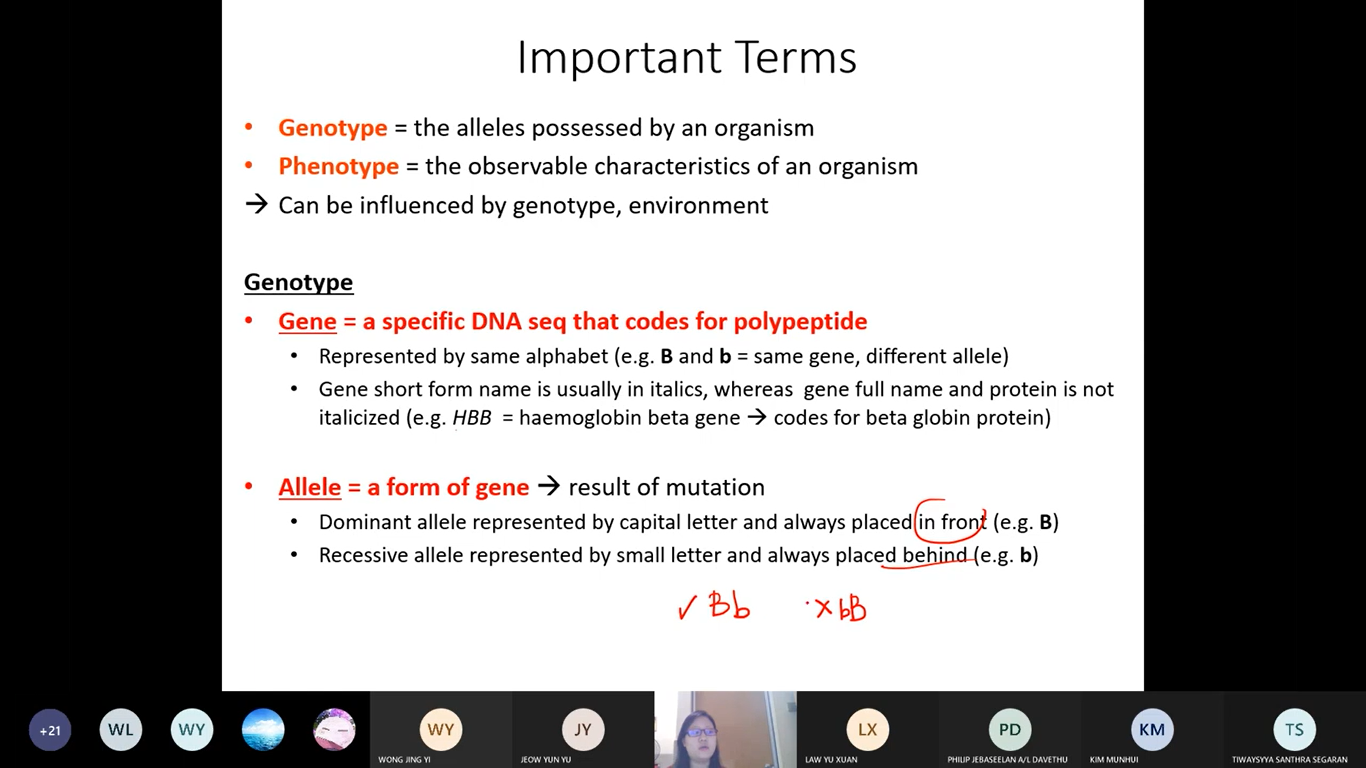 Important Terms
• Genotype = the alleles possessed by an organism
• Phenotype = the observable characteristics of an organism
→ Can be influenced by genotype, environment
Genotype
• Gene = a specific DNA seq that codes for polypeptide
• Represented by same alphabet (e.g. B and b = same gene, different allele)
• Gene short form name is usually in italics, whereas gene full name and protein is not
italicized (e.g. HBB = haemoglobin beta gene → codes for beta globin protein)
• Allele = a form of gene → result of mutation
• Dominant allele represented by capital letter and always placed in front (e.g. B)
• Recessive allele represented by small letter and always placed behind (e.g. b)
✓ Bb × bB
+21 WL WY WY JY LX PD KM TS
WONG JING YI JEOW YUN YU LAW YU XUAN PHILIP JEBASEELAN A/L DAVETHU KIM MUNHUI TIWAYSYYA SANTHRA SEGARAN